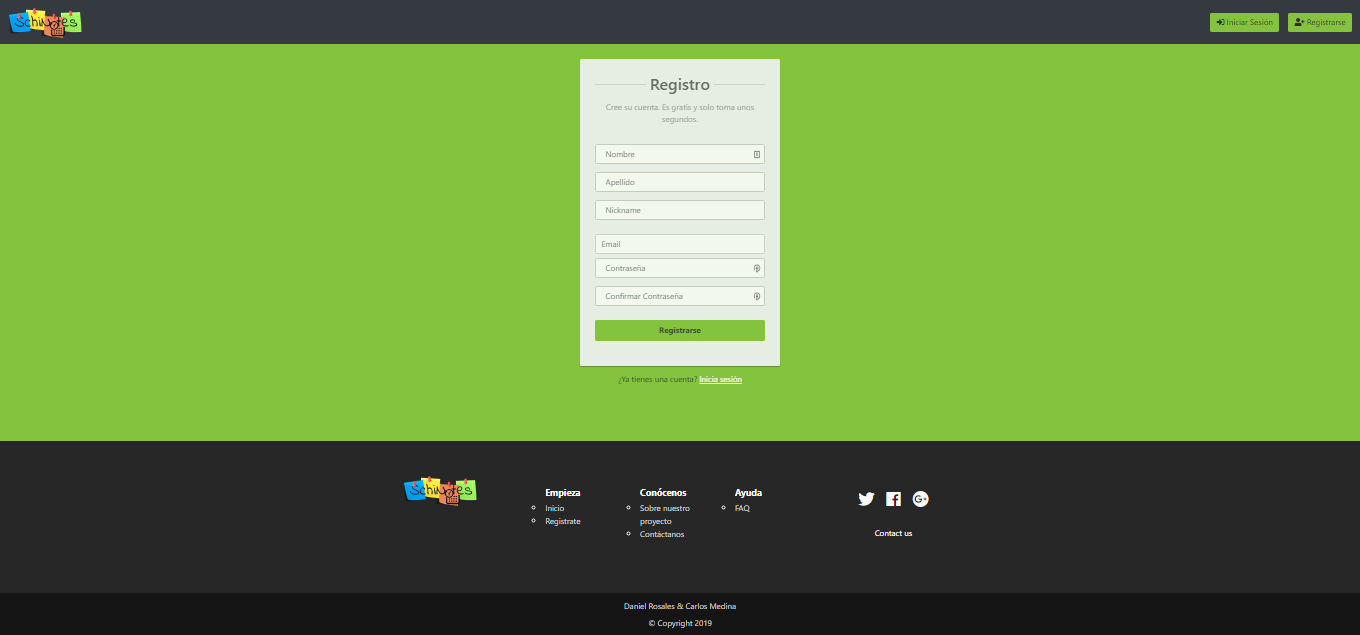 Schinotes
Iniciar Sesión
Registrarse
Registro
Cree su cuenta. Es gratis y solo toma unos
segundos.
Nombre
Apellido
Nickname
Email
Contraseña
Confirmar Contraseña
Registrarse
¿Ya tienes una cuenta? Inicia sesión
Schinotes
Empieza
Inicio
Registrate
Conócenos
Sobre nuestro
proyecto
Contáctanos
Ayuda
FAQ
G+
Contact us
Daniel Rosales & Carlos Medina
© Copyright 2019